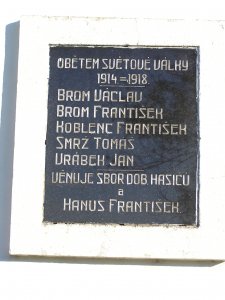 OBĚTEM SVĚTOVÉ VÁLKY
1914.=1918.
BROM VÁCLAV
BROM FRANTIŠEK
KOBLENC FRANTIŠEK
SMRŽ TOMÁŠ
VRÁBEK JAN
VĚNUJE SBOR DOB. HASIČŮ
a
HANUŠ FRANTIŠEK.